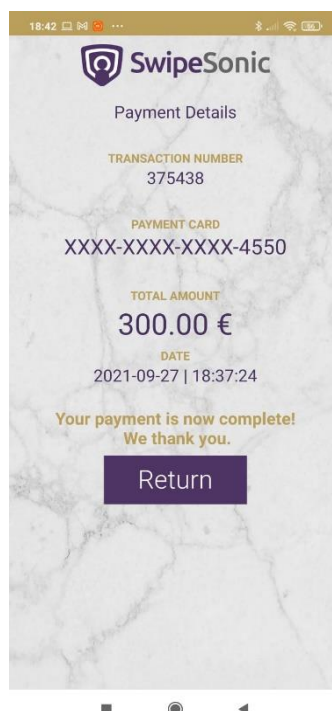 18:42
SwipeSonic
Payment Details
TRANSACTION NUMBER
375438
PAYMENT CARD
XXXX-XXXX-XXXX-4550
TOTAL AMOUNT
300.00 €
DATE
2021-09-27 | 18:37:24
Your payment is now complete!
We thank you.
Return